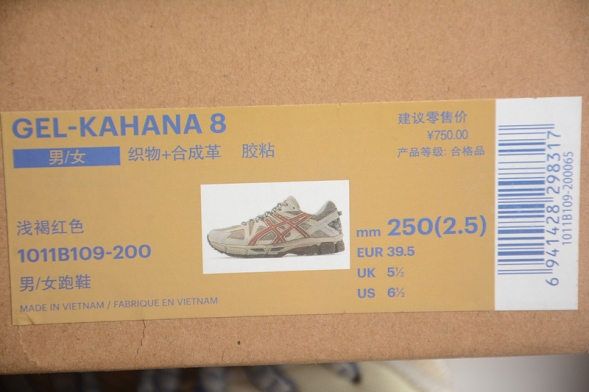 GEL-KAHANA 8
男/女 织物+合成革 胶粘
建议零售价
¥750.00
产品等级: 合格品
浅褐红色
1011B109-200
男/女跑鞋
MADE IN VIETNAM / FABRIQUE EN VIETNAM
mm 250(2.5)
EUR 39.5
UK 5½
US 6½
6 941428 298317
1011B109-200065